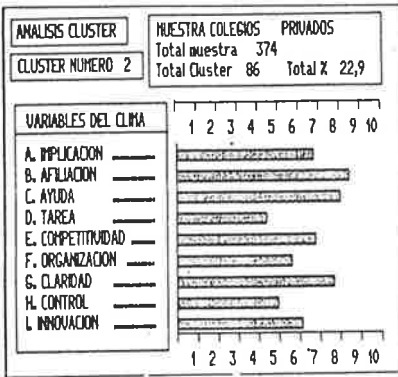 ANALISIS CLUSTER
CLUSTER NUMERO 2
MUESTRA COLEGIOS PRIVADOS
Total muestra 374
Total Cluster 86 Total % 22,9
VARIABLES DEL CLIMA
1 2 3 4 5 6 7 8 9 10
A. IMPLICACION
B. AFILIACION
C. AYUDA
D. TAREA
E. COMPETITIVIDAD
F. ORGANIZACION
G. CLARIDAD
H. CONTROL
I. INNOVACION
1 2 3 4 5 6 7 8 9 10